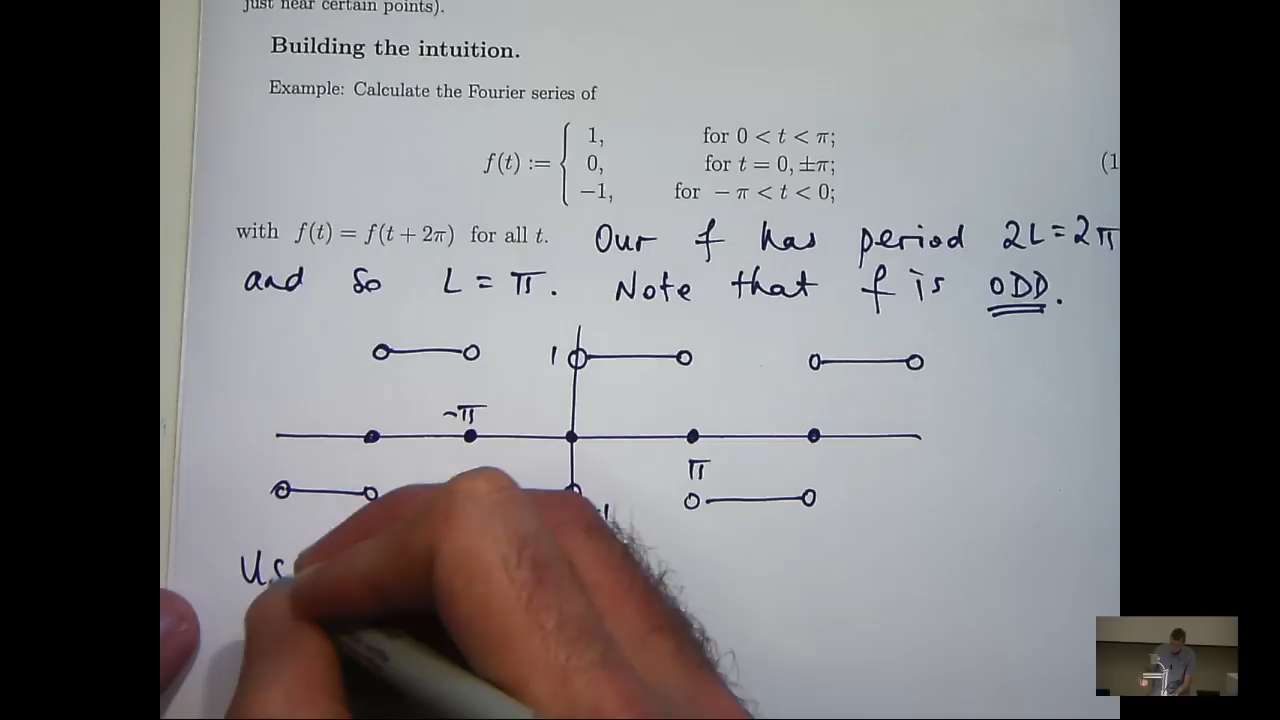 just near certain points).
Building the intuition.
Example: Calculate the Fourier series of
f(t) := { 1, for 0 < t < π;
0, for t = 0, ±π;
−1, for − π < t < 0;
(1
with f(t) = f(t + 2π) for all t. Our f has period 2L = 2π
and so L = π. Note that f is ODD.
1
-π
π
-1
Us